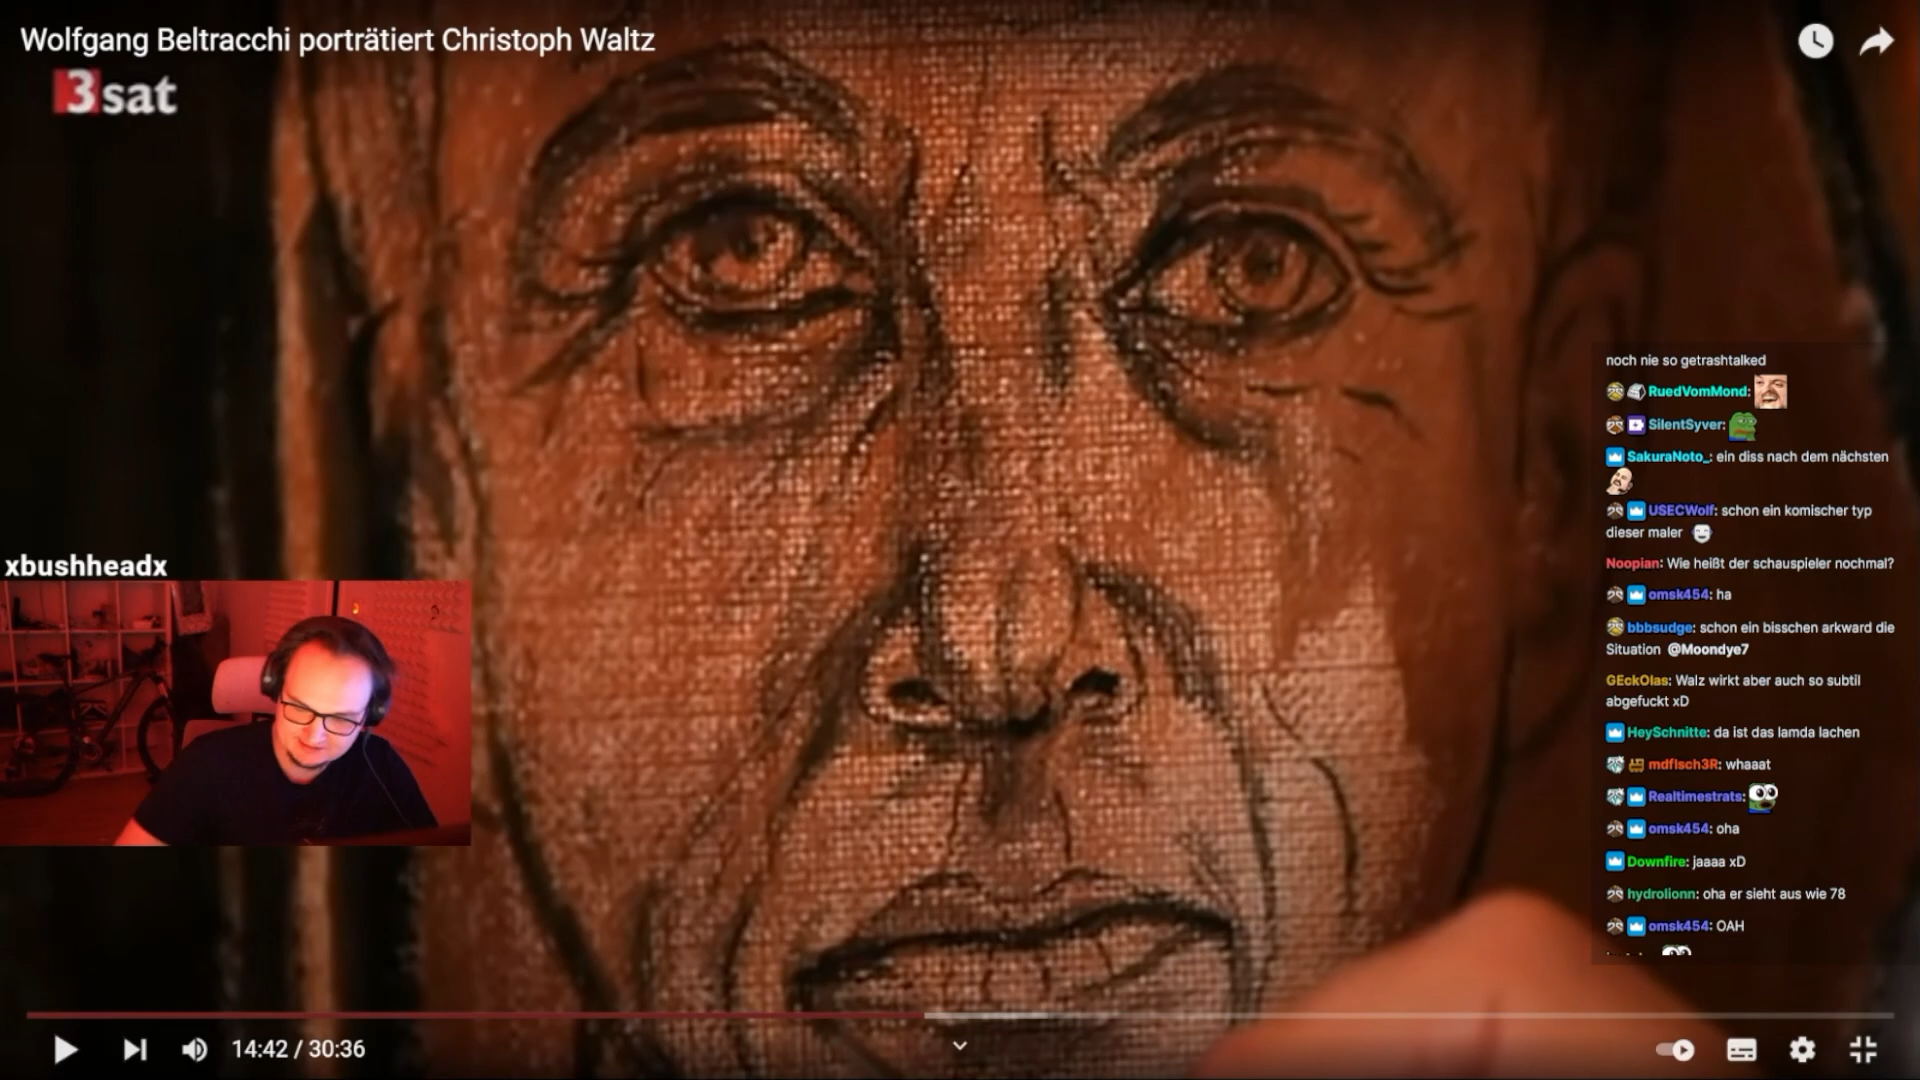 Wolfgang Beltracchi porträtiert Christoph Waltz
3sat
noch nie so getrashtalked
RuedVomMond:
SilentSyver:
SakuraNoto_: ein diss nach dem nächsten
USECWolf: schon ein komischer typ
dieser maler
Noopian: Wie heißt der schauspieler nochmal?
omsk454: ha
bbbsudge: schon ein bisschen arkward die
Situation @Moondye7
GEckOlas: Walz wirkt aber auch so subtil
abgefuckt xD
HeySchnitte: da ist das lamda lachen
mdflsch3R: whaaat
Realtimestrats:
omsk454: oha
Downfire: jaaaa xD
hydrolionn: oha er sieht aus wie 78
omsk454: OAH
xbushheadx
14:42 / 30:36